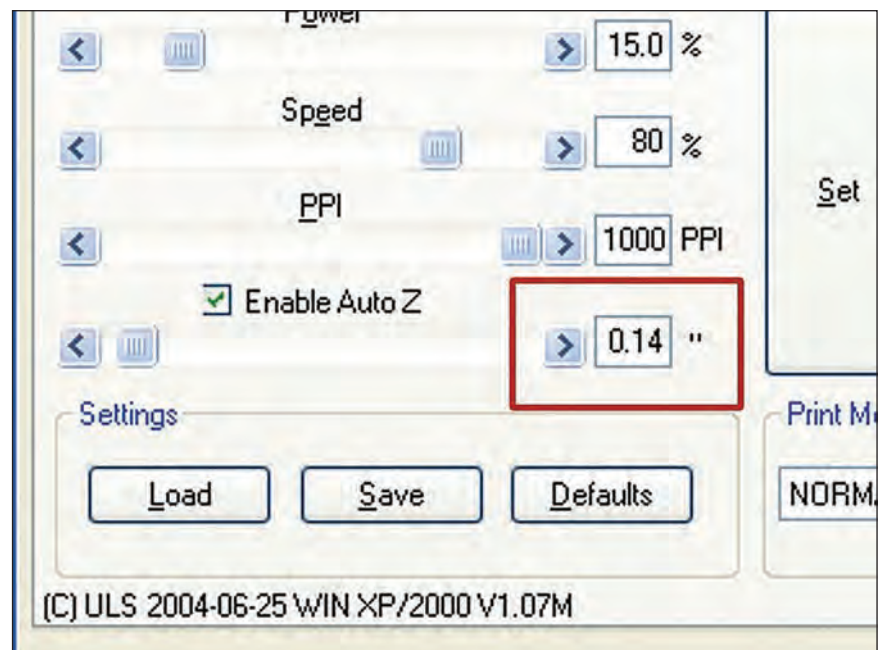 Power
15.0 %
Speed
80 %
PPI
1000 PPI
Set
Enable Auto Z
0.14 "
Settings
Print M
Load
Save
Defaults
NORM
(C) ULS 2004-06-25 WIN XP/2000 V1.07M